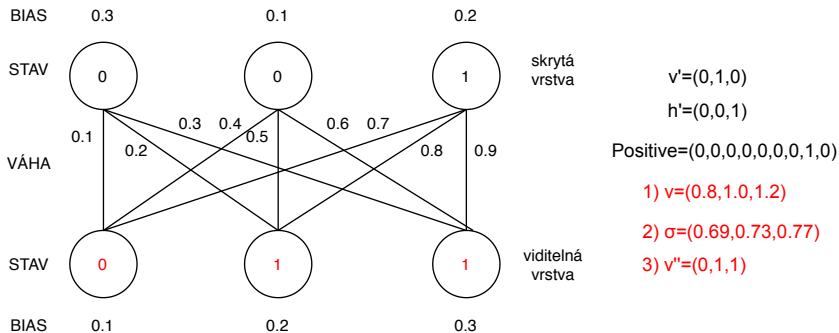 BIAS 0.3 0.1 0.2
STAV 0 0 1 skrytá vrstva
v'=(0,1,0)
h'=(0,0,1)
0.1 0.2 0.3 0.4 0.5 0.6 0.7 0.8 0.9
VÁHA
Positive=(0,0,0,0,0,0,0,1,0)
1) v=(0.8,1.0,1.2)
2) σ=(0.69,0.73,0.77)
3) v''=(0,1,1)
STAV 0 1 1 viditelná vrstva
BIAS 0.1 0.2 0.3